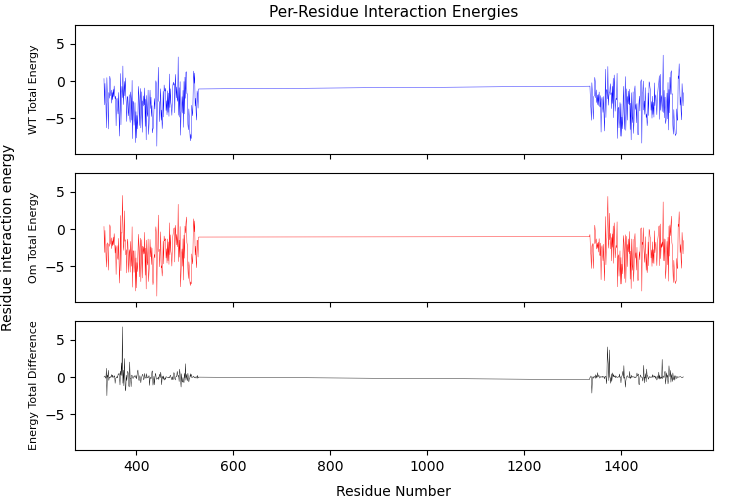 Per-Residue Interaction Energies
Residue interaction energy
WT Total Energy
5
0
−5
Om Total Energy
5
0
−5
Energy Total Difference
5
0
−5
400 600 800 1000 1200 1400
Residue Number